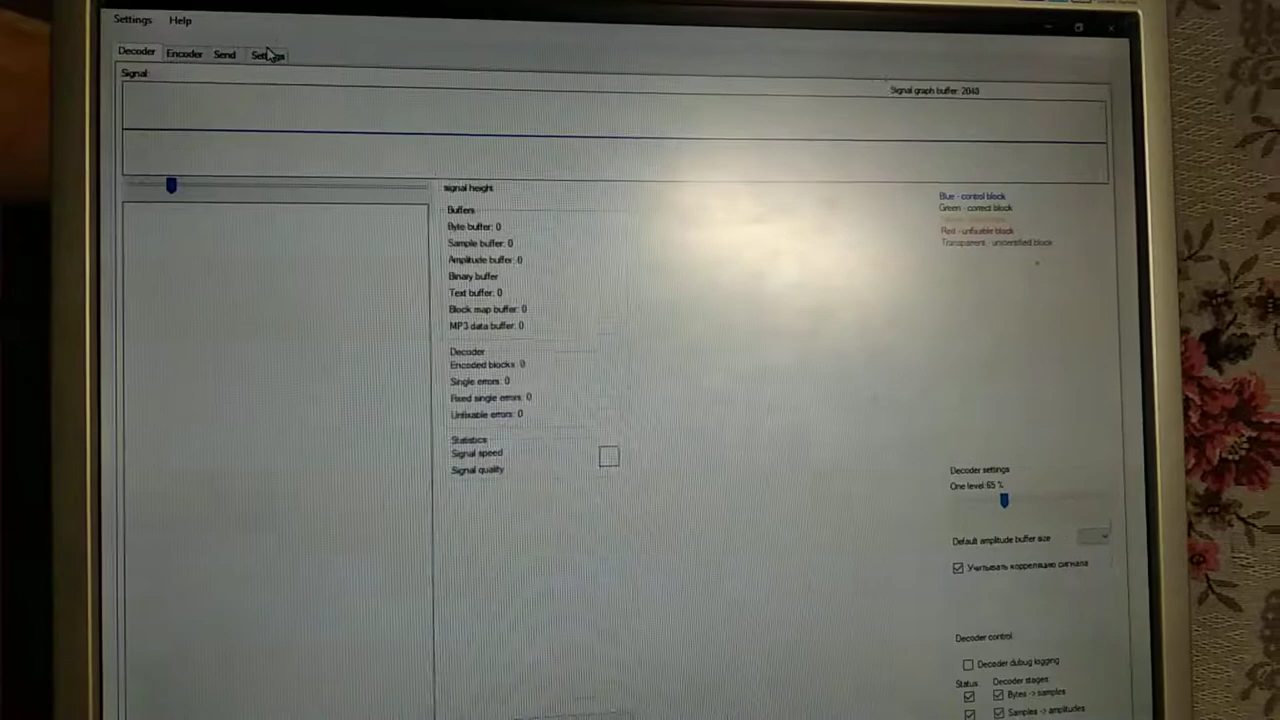 Settings Help
Decoder Encoder Send Settings
Signal
Signal graph buffer: 2048
signal height
Buffers
Byte buffer: 0
Sample buffer: 0
Amplitude buffer: 0
Binary buffer
Text buffer: 0
Block map buffer: 0
MP3 data buffer: 0
Decoder
Encoded blocks: 0
Single errors: 0
Fixed single errors: 0
Unfixable errors: 0
Statistics
Signal speed
Signal quality
Blue - control block
Green - correct block
Red - unfixable block
Transparent - unidentified block
Decoder settings
One level 65 %
Default amplitude buffer size
Учитывать корреляцию сигнала
Decoder control
Decoder dubug logging
Status Decoder stages:
Bytes -> samples
Samples -> amplitudes